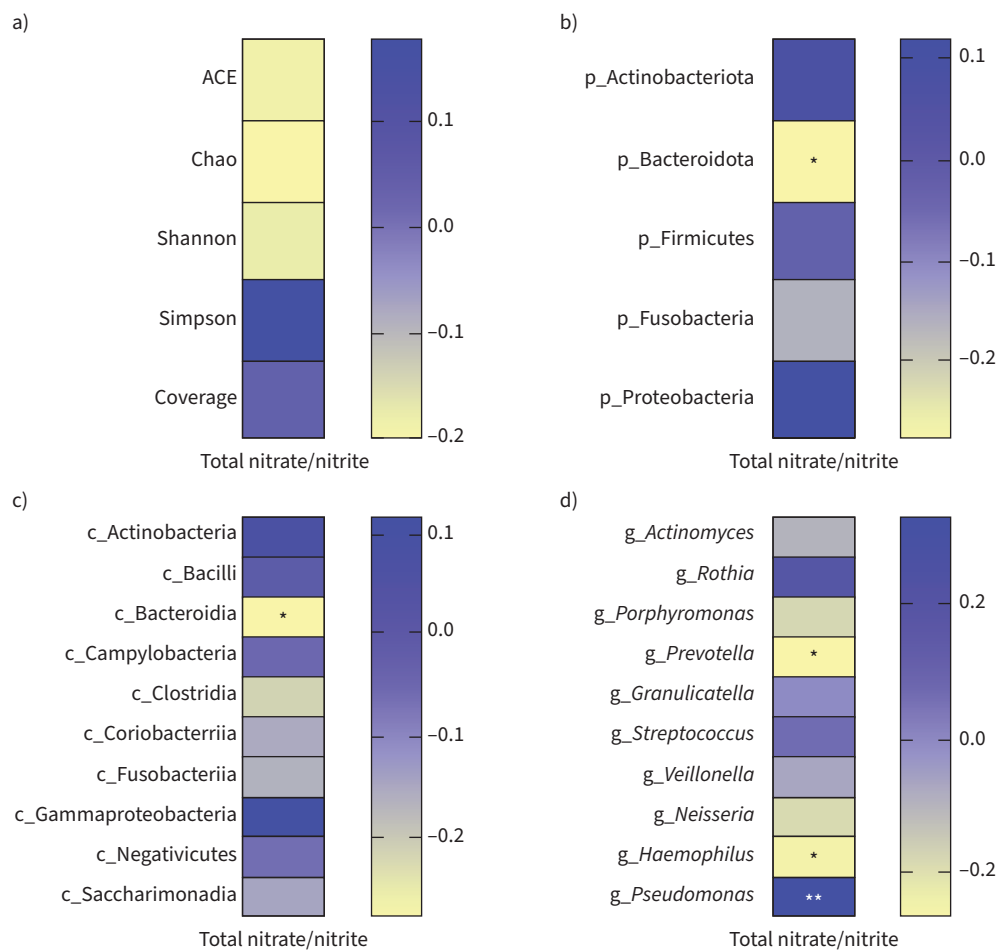 a)
ACE
Chao
Shannon
Simpson
Coverage
0.1
0.0
–0.1
–0.2
Total nitrate/nitrite
b)
p_Actinobacteriota
p_Bacteroidota
*
p_Firmicutes
p_Fusobacteria
p_Proteobacteria
0.1
0.0
–0.1
–0.2
Total nitrate/nitrite
c)
c_Actinobacteria
c_Bacilli
c_Bacteroidia
*
c_Campylobacteria
c_Clostridia
c_Coriobacterriia
c_Fusobacteriia
c_Gammaproteobacteria
c_Negativicutes
c_Saccharimonadia
0.1
0.0
–0.1
–0.2
Total nitrate/nitrite
d)
g_Actinomyces
g_Rothia
g_Porphyromonas
g_Prevotella
*
g_Granulicatella
g_Streptococcus
g_Veillonella
g_Neisseria
g_Haemophilus
*
g_Pseudomonas
**
0.2
0.0
–0.2
Total nitrate/nitrite